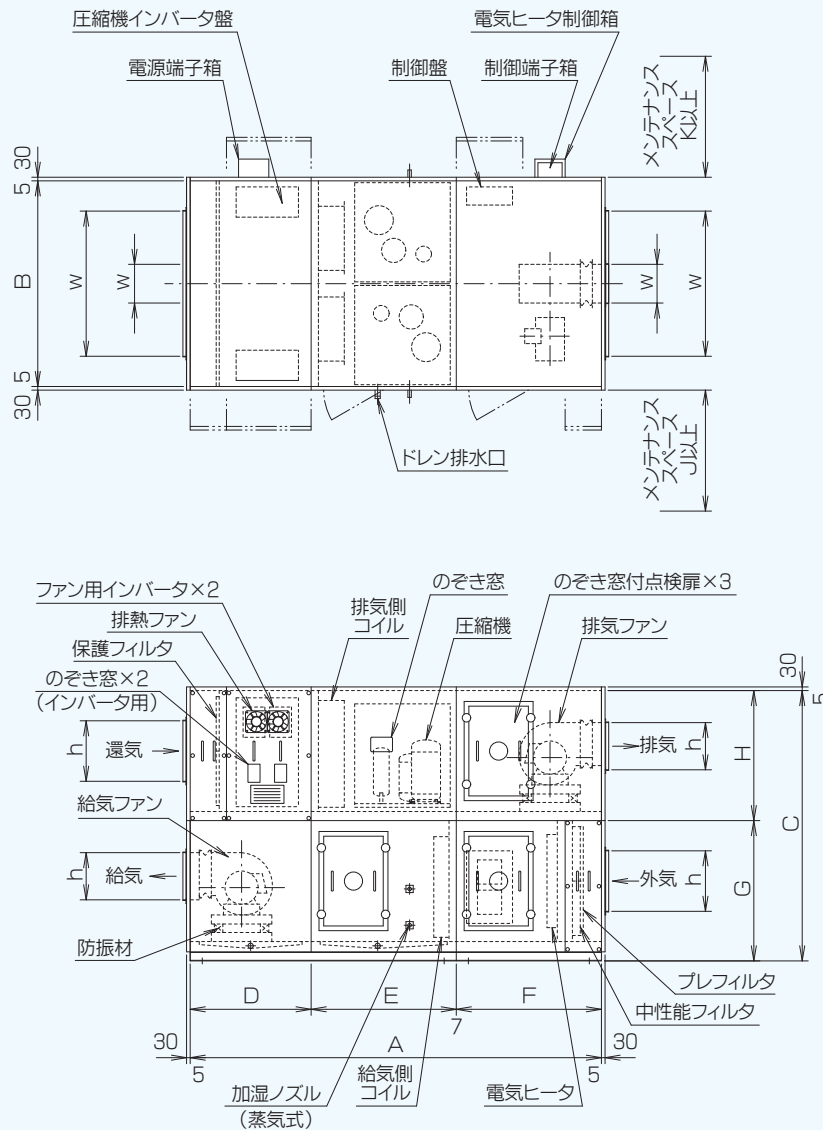 圧縮機インバータ盤
電気ヒータ制御箱
電源端子箱
制御盤
制御端子箱
メンテナンス
スペース
K以上
30
5
B
W
W
W
W
5
30
ドレン排水口
メンテナンス
スペース
J以上
ファン用インバータ×2
排熱ファン
保護フィルタ
のぞき窓×2
(インバータ用)
排気側
コイル
のぞき窓
圧縮機
のぞき窓付点検扉×3
排気ファン
30
5
h
還気
排気
h
H
C
給気ファン
h
給気
外気
h
G
防振材
プレフィルタ
中性能フィルタ
D
E
F
7
30
A
30
5
5
加湿ノズル
(蒸気式)
給気側
コイル
電気ヒータ